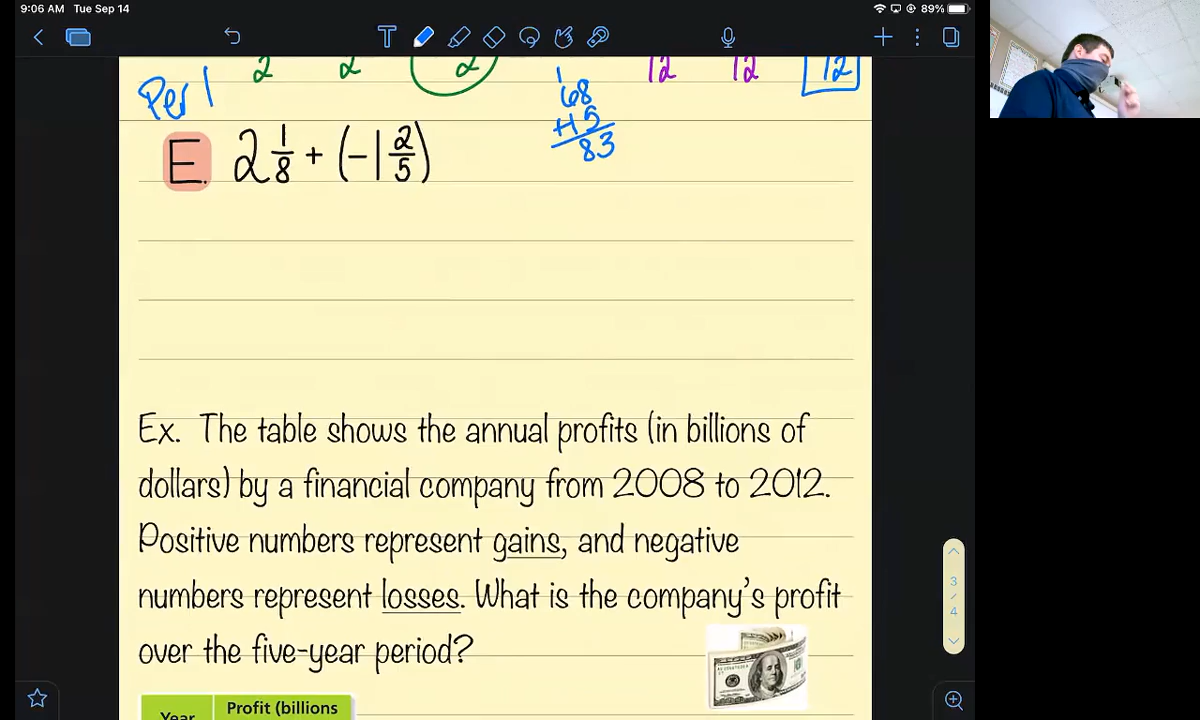 9:06 AM Tue Sep 14
89%
T
2 2 2 12 12 12
Per 1
1
68
+15
83
E. 2 1/8 + (-1 2/5)
Ex. The table shows the annual profits (in billions of
dollars) by a financial company from 2008 to 2012.
Positive numbers represent gains, and negative
numbers represent losses. What is the company's profit
over the five-year period?
3
/
4
Year
Profit (billions